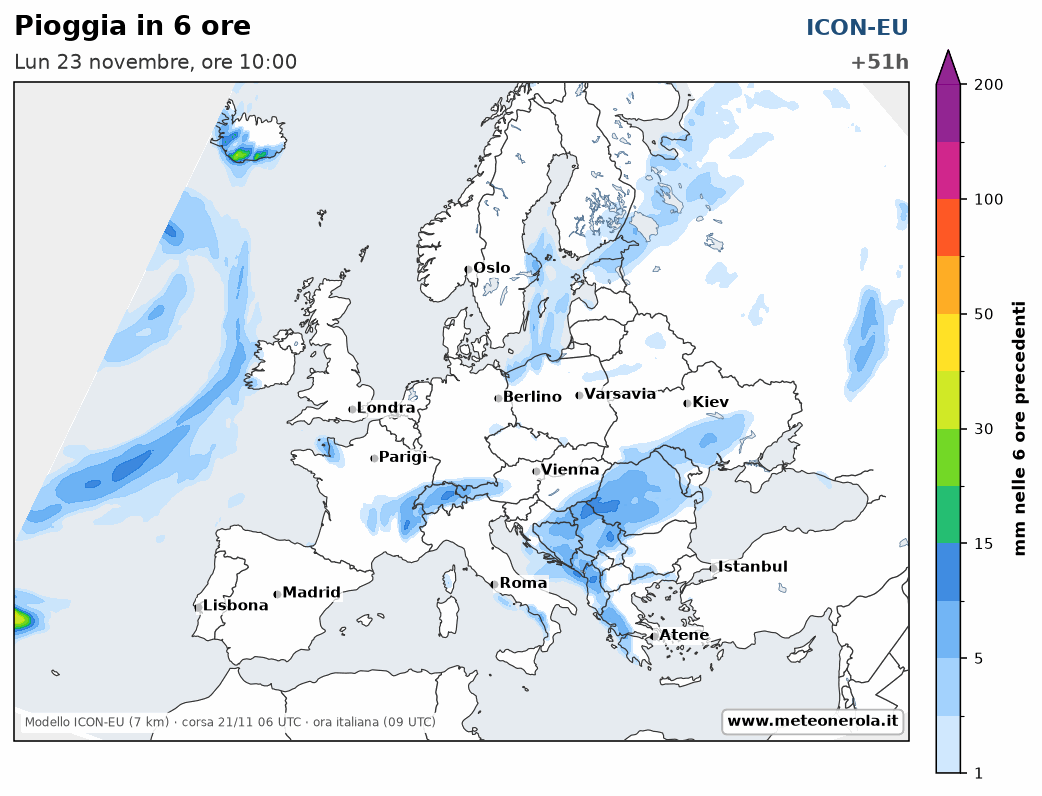 Pioggia in 6 ore
ICON-EU
Lun 23 novembre, ore 10:00
+51h
200
100
50
30
15
5
1
mm nelle 6 ore precedenti
Oslo
Berlino
Varsavia
Kiev
Londra
Parigi
Vienna
Istanbul
Roma
Madrid
Lisbona
Atene
Modello ICON-EU (7 km) · corsa 21/11 06 UTC · ora italiana (09 UTC)
www.meteonerola.it